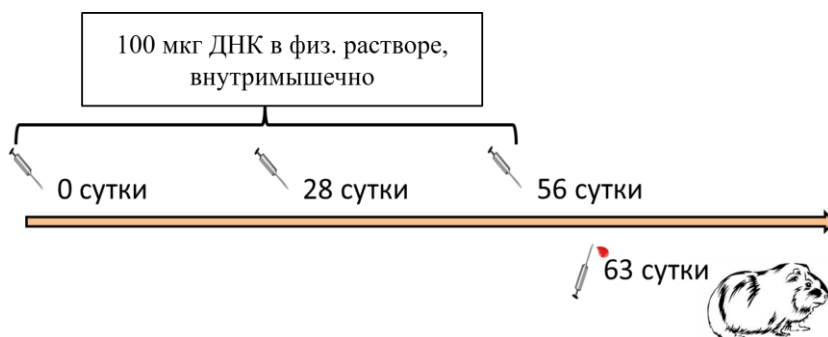 100 мкг ДНК в физ. растворе,
внутримышечно
0 сутки
28 сутки
56 сутки
63 сутки